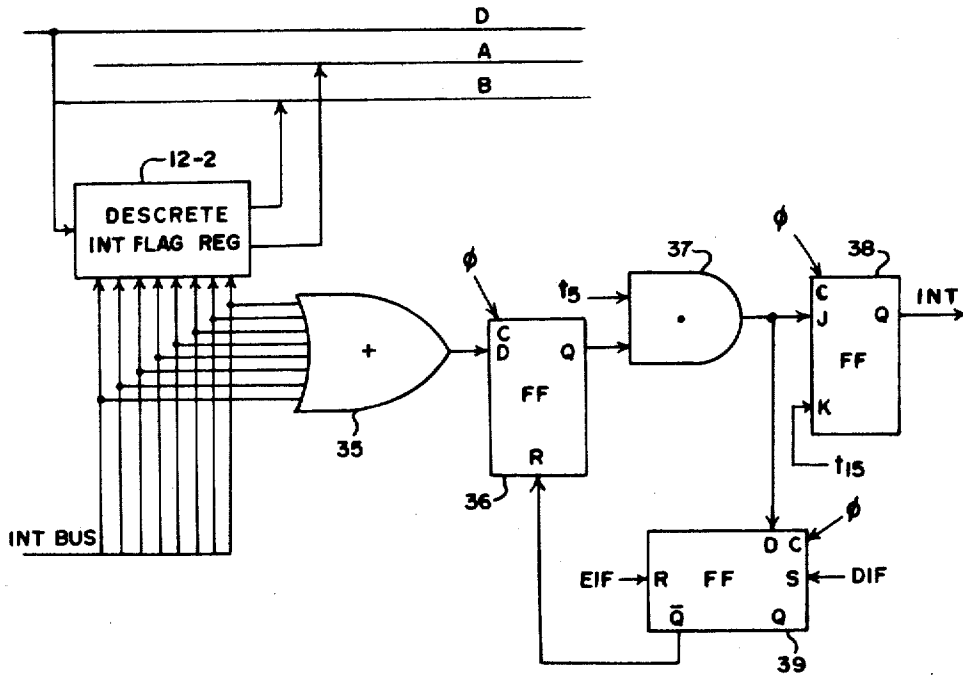 D
A
B
12-2
DESCRETE
INT FLAG REG
INT BUS
+
35
ϕ
C
D Q
FF
R
36
t5
37
•
ϕ
38
C
J Q
FF
K
INT
t15
ϕ
D C
EIF R FF S DIF
Q̅ Q
39